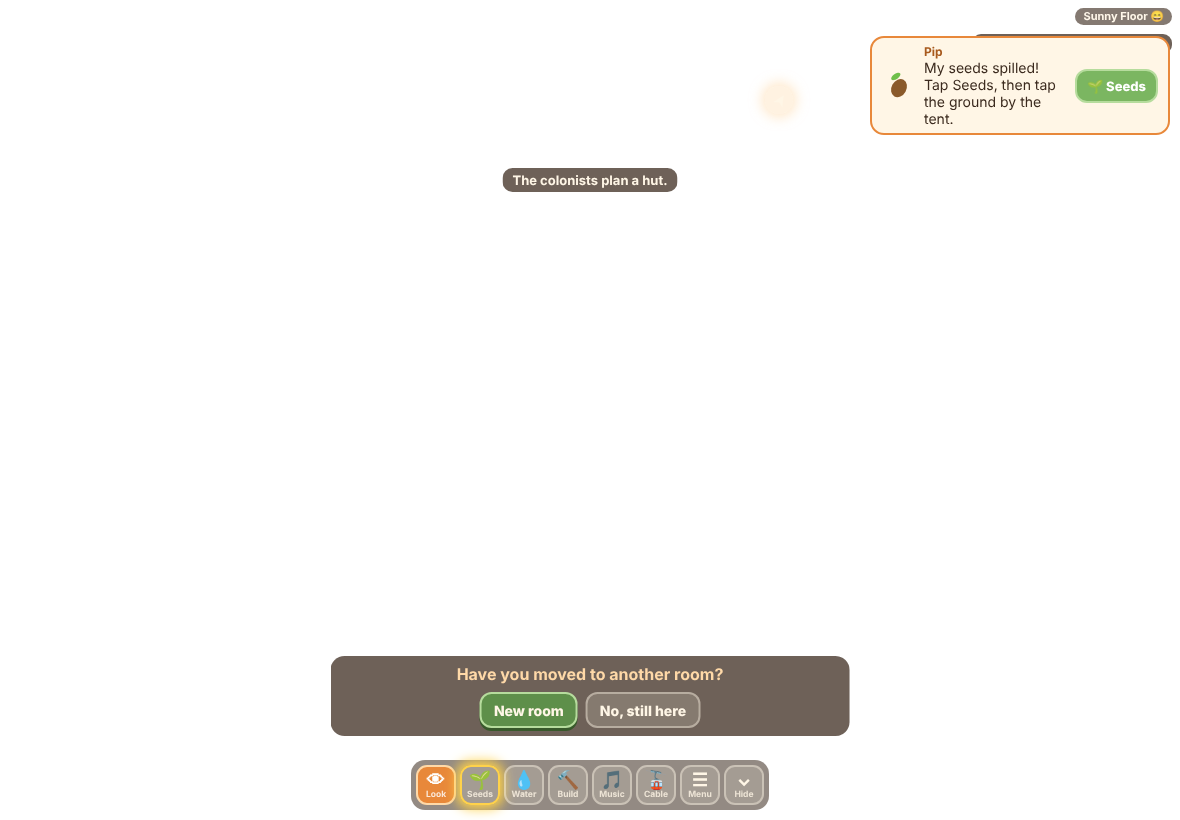 Sunny Floor
Pip
My seeds spilled!
Tap Seeds, then tap
the ground by the
tent.
Seeds
The colonists plan a hut.
Have you moved to another room?
New room
No, still here
Look
Seeds
Water
Build
Music
Cable
Menu
Hide